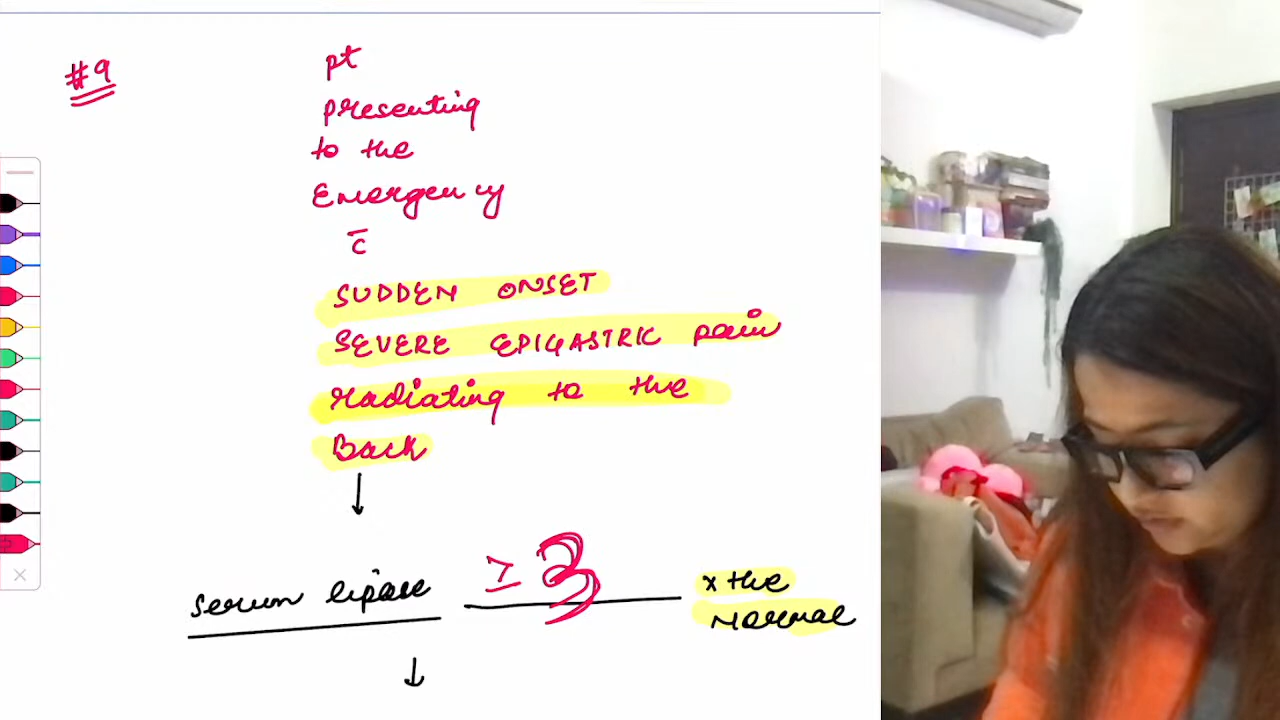 #9
pt
presenting
to the
Emergency
c̄
SUDDEN ONSET
SEVERE EPIGASTRIC pain
radiating to the
Back
↓
serum lipase ≥ 3 x the
Normal
↓